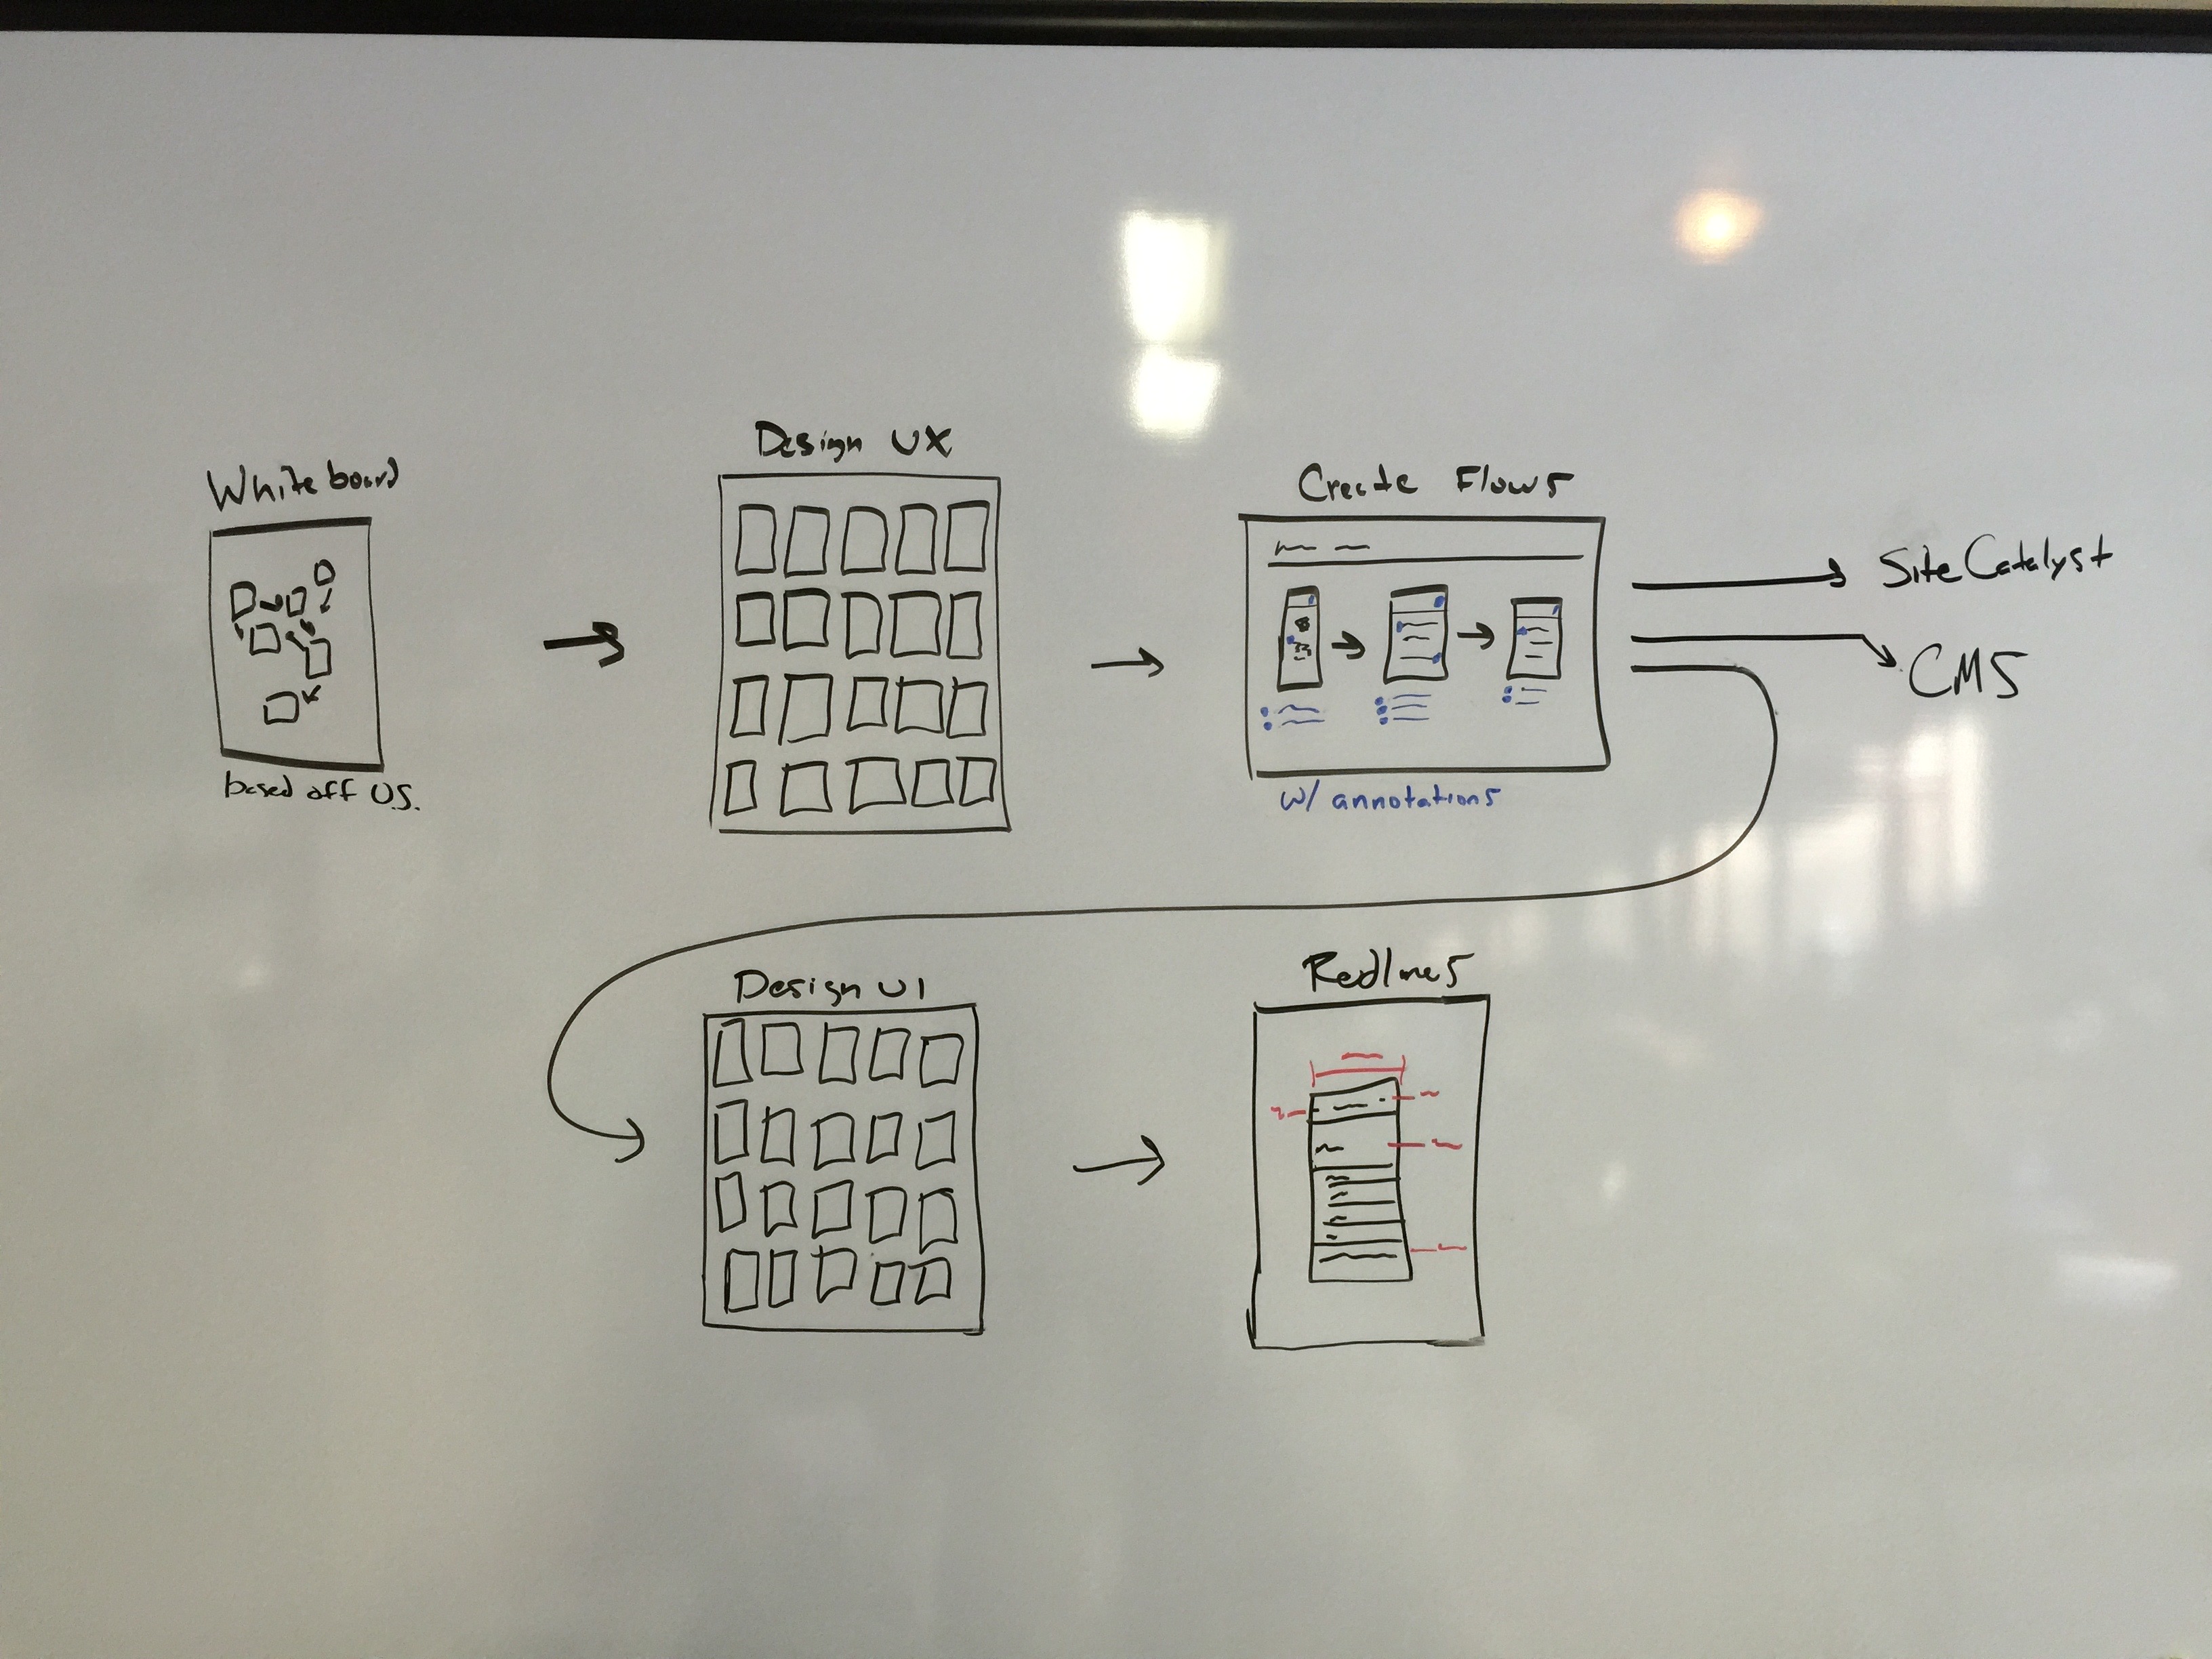 Whiteboard
based off U.S.
Design UX
Create Flows
w/ annotations
SiteCatalyst
CMS
Design UI
Redlines